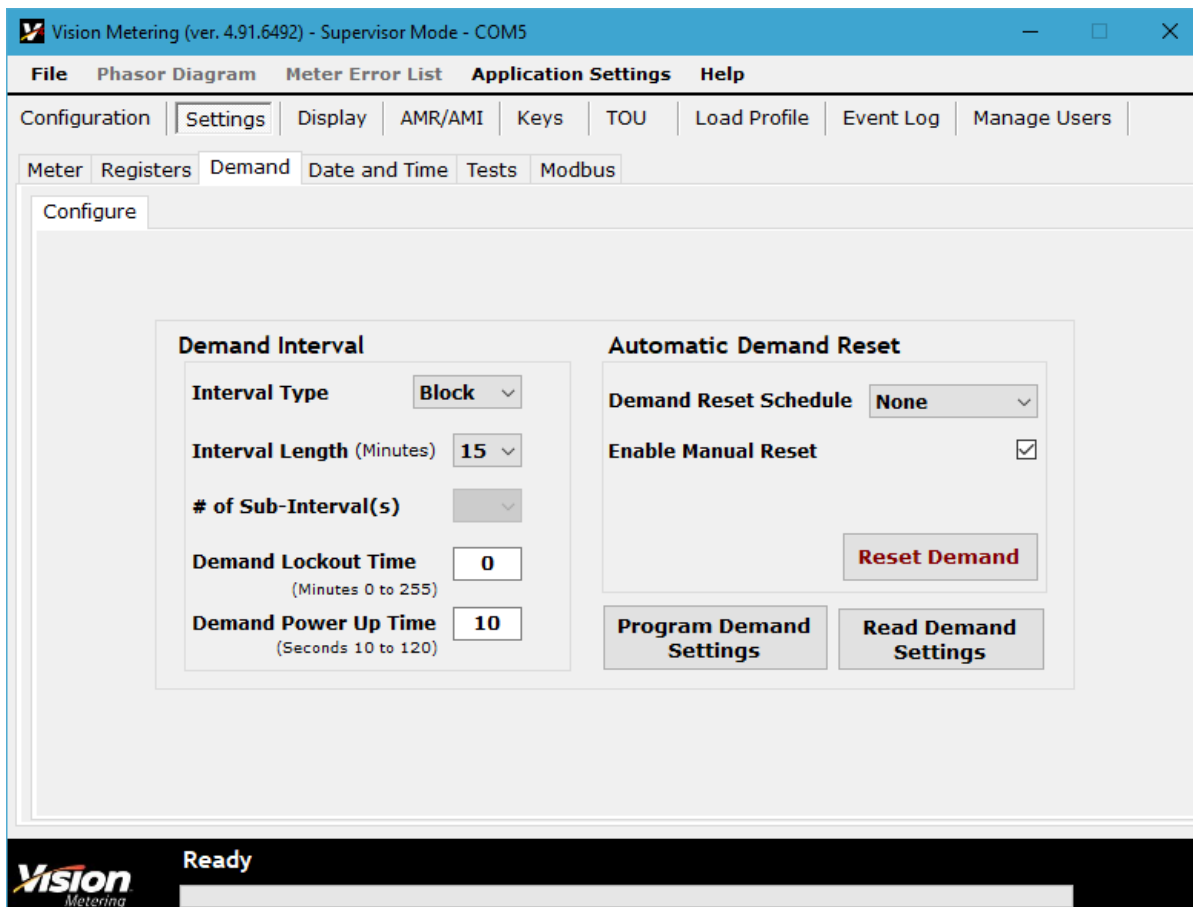 Vision Metering (ver. 4.91.6492) - Supervisor Mode - COM5
File Phasor Diagram Meter Error List Application Settings Help
Configuration Settings Display AMR/AMI Keys TOU Load Profile Event Log Manage Users
Meter Registers Demand Date and Time Tests Modbus
Configure
Demand Interval
Interval Type Block
Interval Length (Minutes) 15
# of Sub-Interval(s)
Demand Lockout Time 0
(Minutes 0 to 255)
Demand Power Up Time 10
(Seconds 10 to 120)
Automatic Demand Reset
Demand Reset Schedule None
Enable Manual Reset
Reset Demand
Program Demand
Settings
Read Demand
Settings
Ready
Vision
Metering